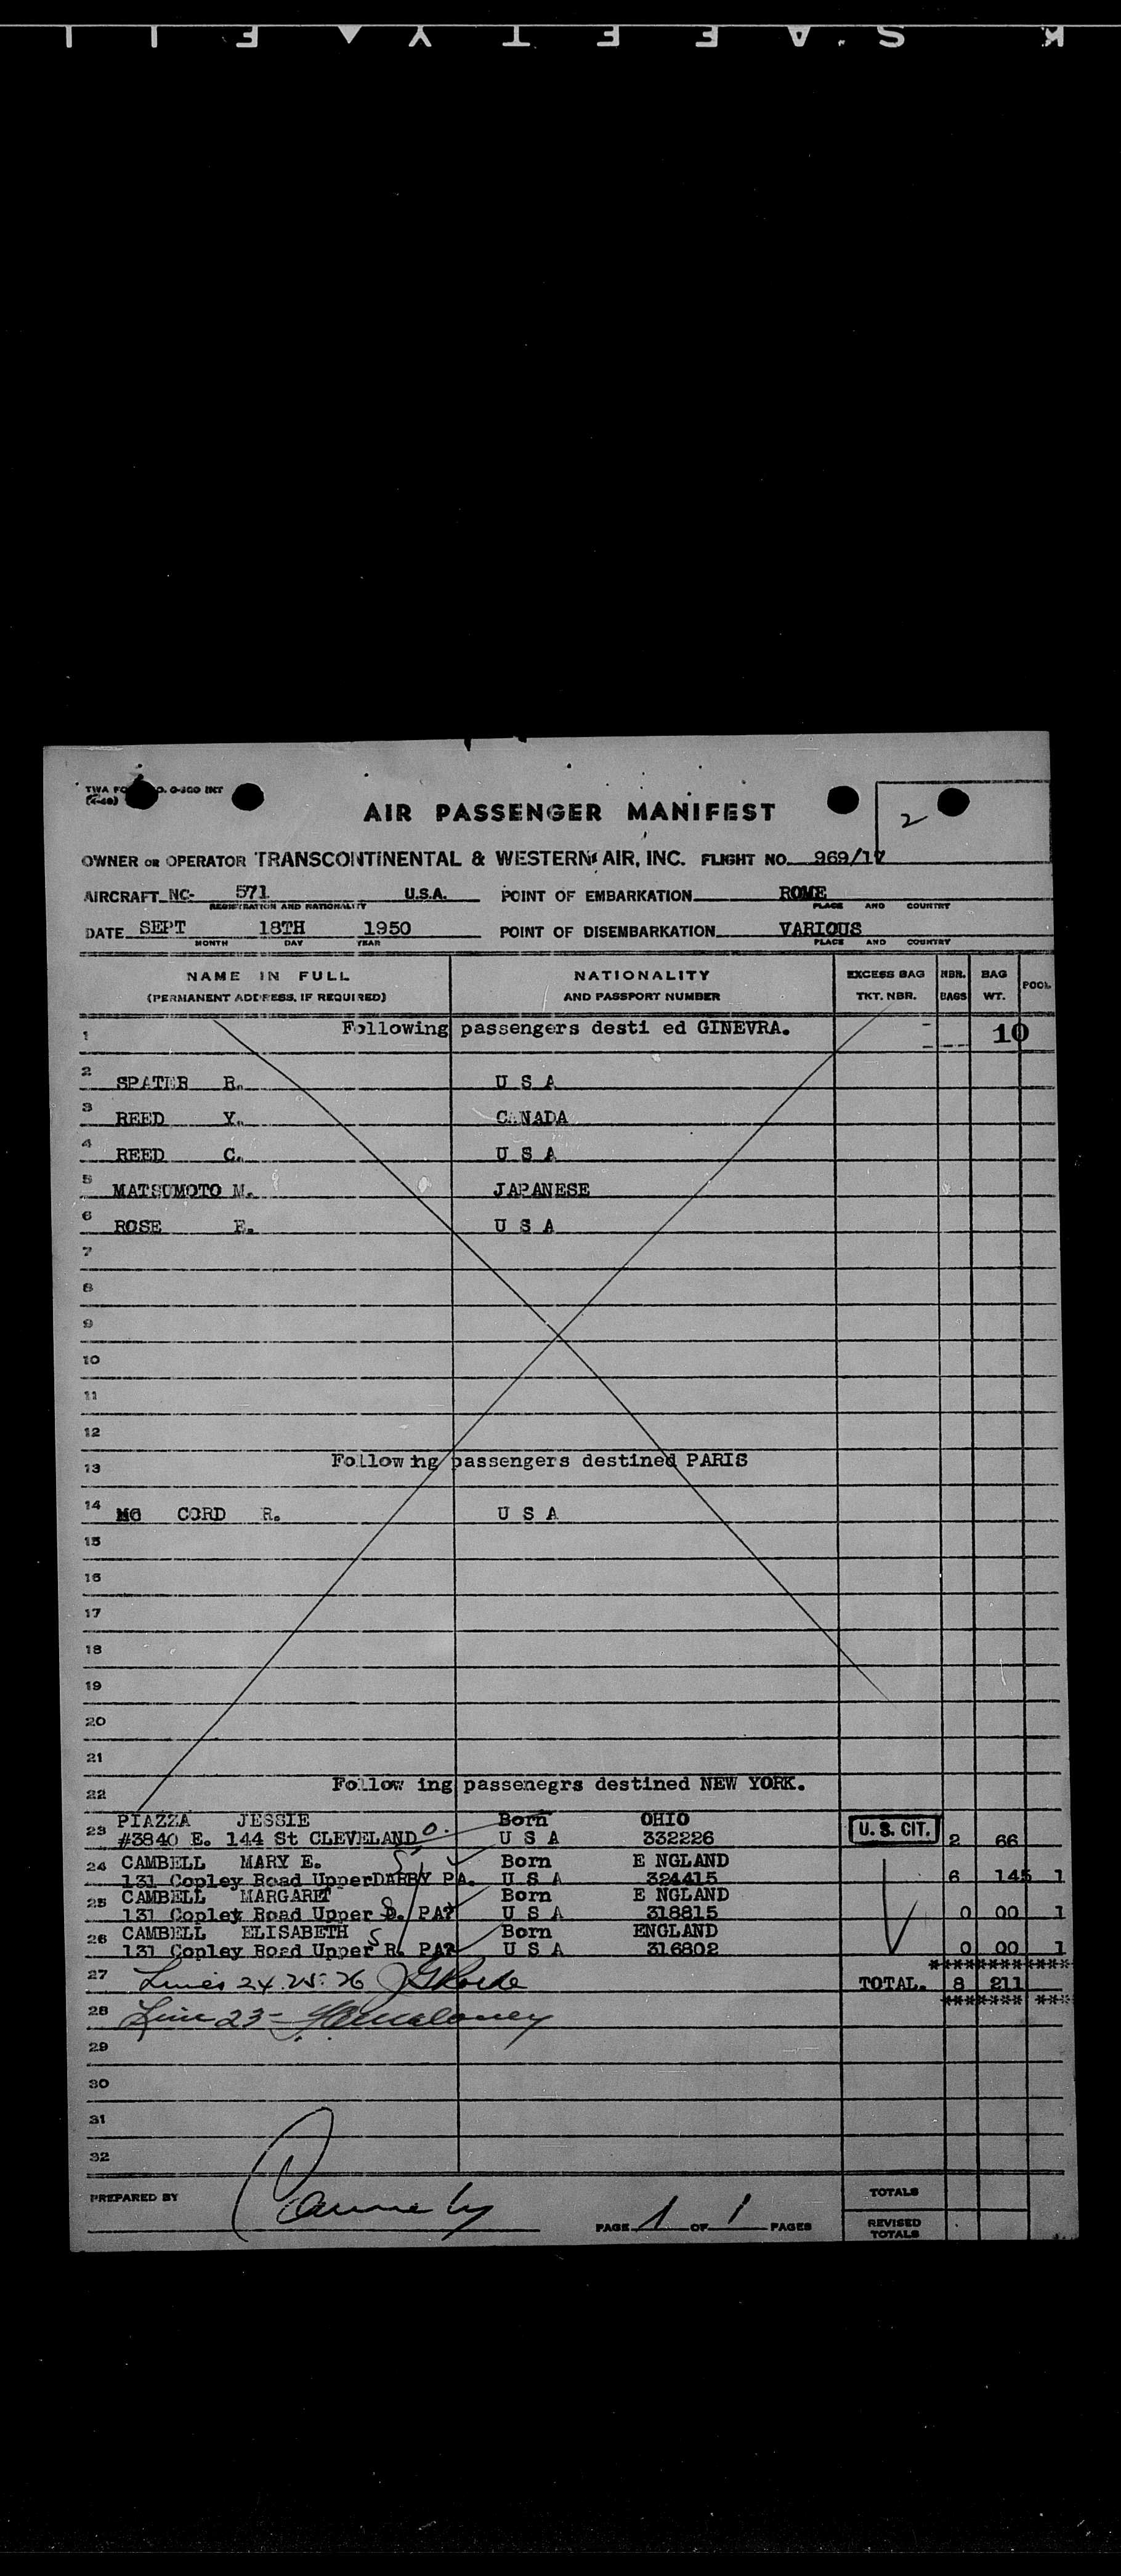 K S A F E T Y F I L
2
AIR PASSENGER MANIFEST
OWNER OR OPERATOR TRANSCONTINENTAL & WESTERN AIR, INC. FLIGHT NO. 969/17
AIRCRAFT NC- 571 U.S.A. POINT OF EMBARKATION ROME
REGISTRATION AND NATIONALITY PLACE AND COUNTRY
DATE SEPT 18TH 1950 POINT OF DISEMBARKATION VARIOUS
MONTH DAY YEAR PLACE AND COUNTRY
NAME IN FULL NATIONALITY EXCESS BAG NBR. BAG POOL
(PERMANENT ADDRESS, IF REQUIRED) AND PASSPORT NUMBER TKT. NBR. BAGS WT.
1 Following passengers desti ed GINEVRA. 10
2 SPATER R. U S A
3 REED Y. CANADA
4 REED C. U S A
5 MATSUMOTO M. JAPANESE
6 ROSE E. U S A
7
8
9
10
11
12
13 Follow ing passengers destined PARIS
14 MC CORD R. U S A
15
16
17
18
19
20
21
22 Follow ing passenegrs destined NEW YORK.
PIAZZA JESSIE Born OHIO U. S. CIT.
23 #3840 E. 144 St CLEVELAND O. U S A 332226 2 66
24 CAMBELL MARY E. Born E NGLAND
131 Copley Road UpperDARBY PA. U S A 324415 6 145 1
25 CAMBELL MARGARET Born E NGLAND
131 Copley Road Upper D. PA? U S A 318815 0 00 1
26 CAMBELL ELISABETH Born ENGLAND
131 Copley Road Upper R. PA? U S A 316802 0 00 1
27 Lines 24. 25. 26 TOTAL. 8 211
28 Line 23 -
29
30
31
32
PREPARED BY PAGE 1 OF 1 PAGES TOTALS
REVISED
TOTALS